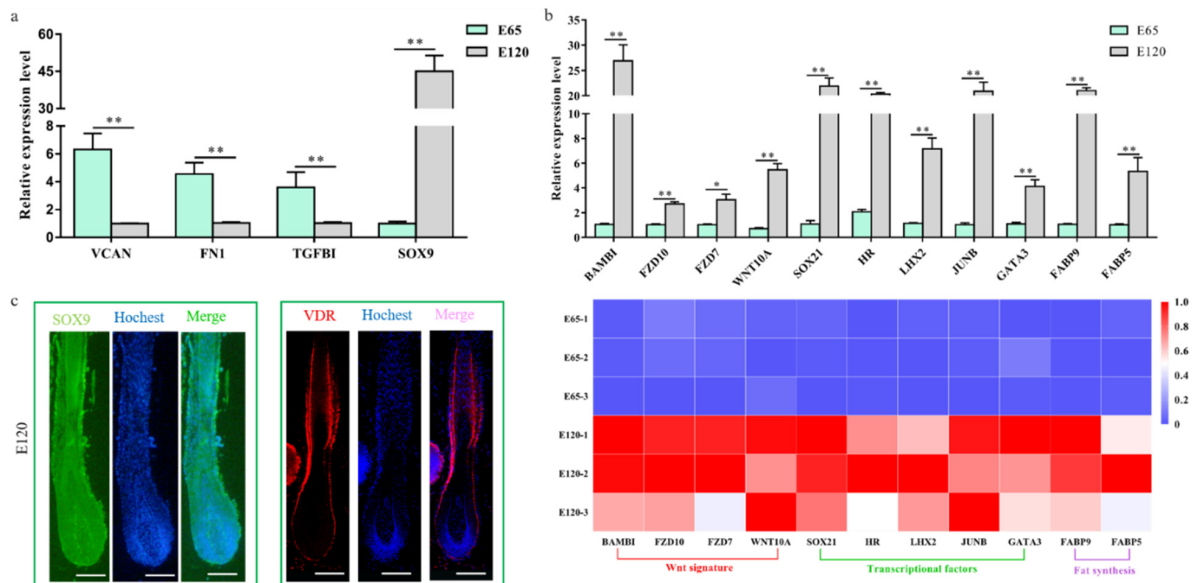 a
Relative expression level
60
45
30
8
6
4
2
0
E65
E120
**
**
**
**
VCAN
FN1
TGFBI
SOX9
b
Relative expression level
35
30
25
20
15
10
8
6
4
2
0
E65
E120
**
**
*
**
**
**
**
**
**
**
**
BAMBI
FZD10
FZD7
WNT10A
SOX21
HR
LHX2
JUNB
GATA3
FABP9
FABP5
c
E120
SOX9
Hochest
Merge
VDR
Hochest
Merge
E65-1
E65-2
E65-3
E120-1
E120-2
E120-3
1.0
0.8
0.6
0.4
0.2
0
BAMBI
FZD10
FZD7
WNT10A
SOX21
HR
LHX2
JUNB
GATA3
FABP9
FABP5
Wnt signature
Transcriptional factors
Fat synthesis